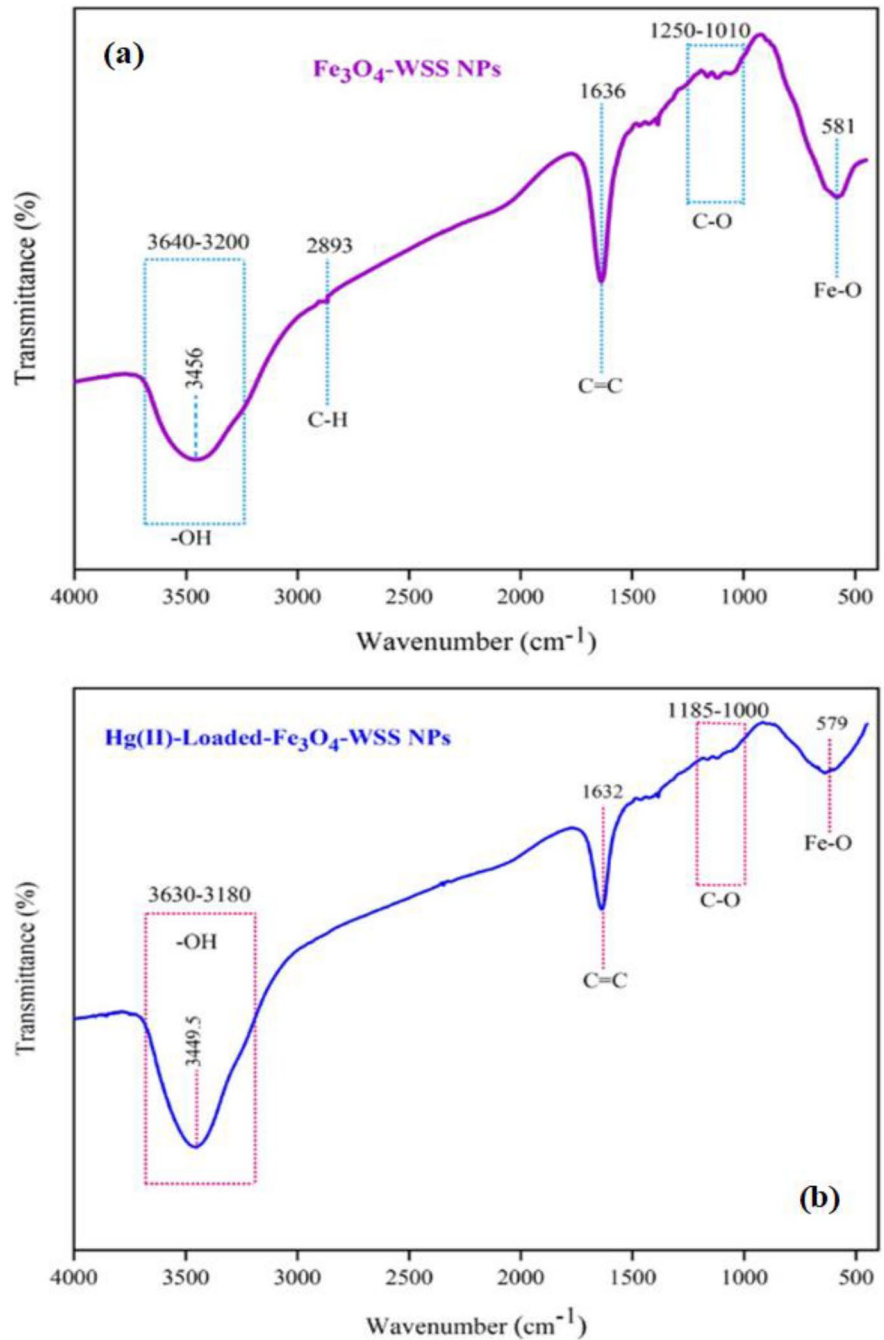 (a)
Fe₃O₄-WSS NPs
1250-1010
1636
581
C-O
3640-3200
2893
Fe-O
3456
C=C
C-H
-OH
Transmittance (%)
4000 3500 3000 2500 2000 1500 1000 500
Wavenumber (cm⁻¹)
1185-1000
579
Hg(II)-Loaded-Fe₃O₄-WSS NPs
1632
Fe-O
3630-3180
C-O
-OH
C=C
3449.5
Transmittance (%)
(b)
4000 3500 3000 2500 2000 1500 1000 500
Wavenumber (cm⁻¹)